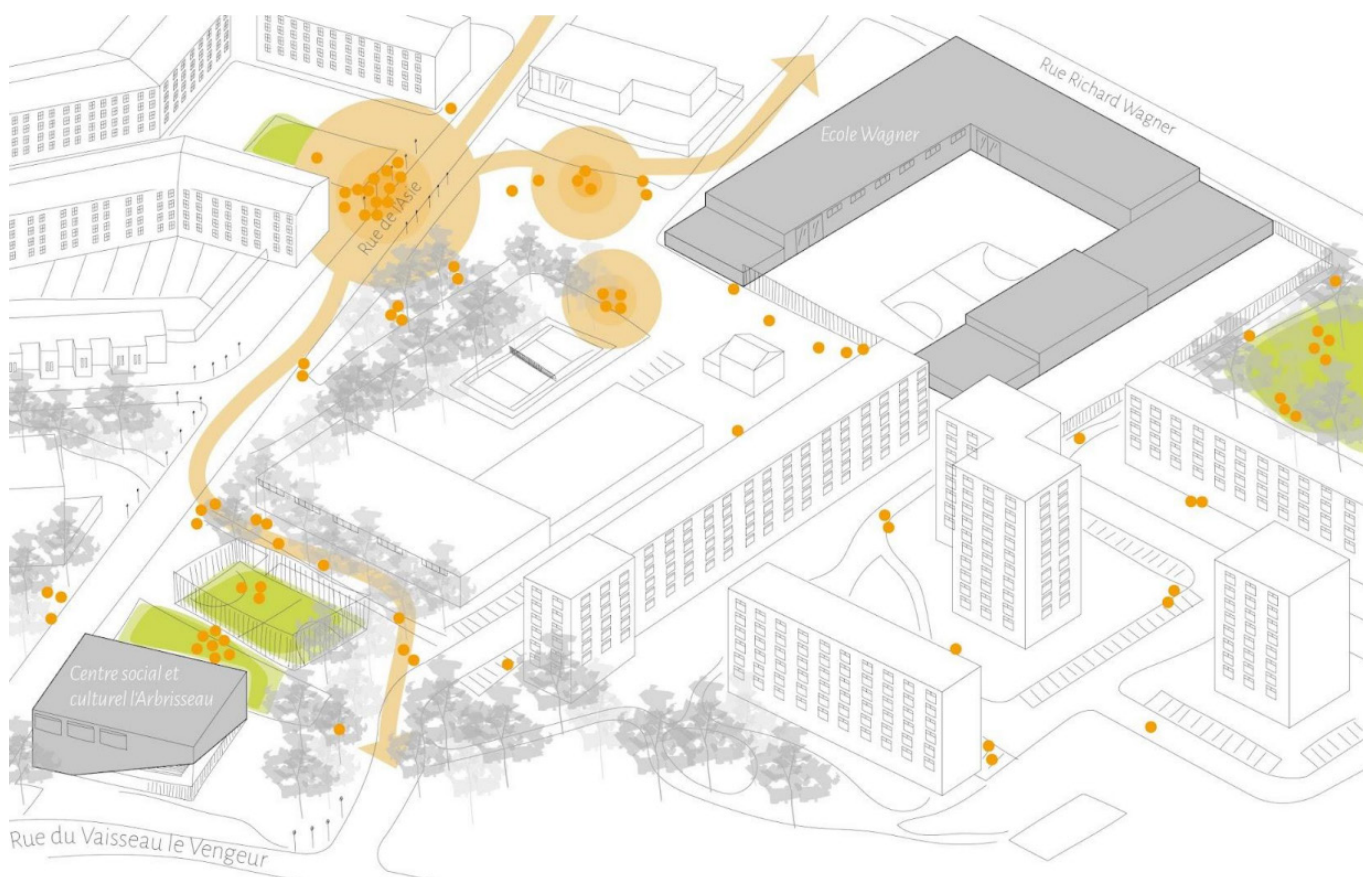 Rue Richard Wagner
Ecole Wagner
Rue de l'Asie
Centre social et
culturel l'Arbrisseau
Rue du Vaisseau le Vengeur